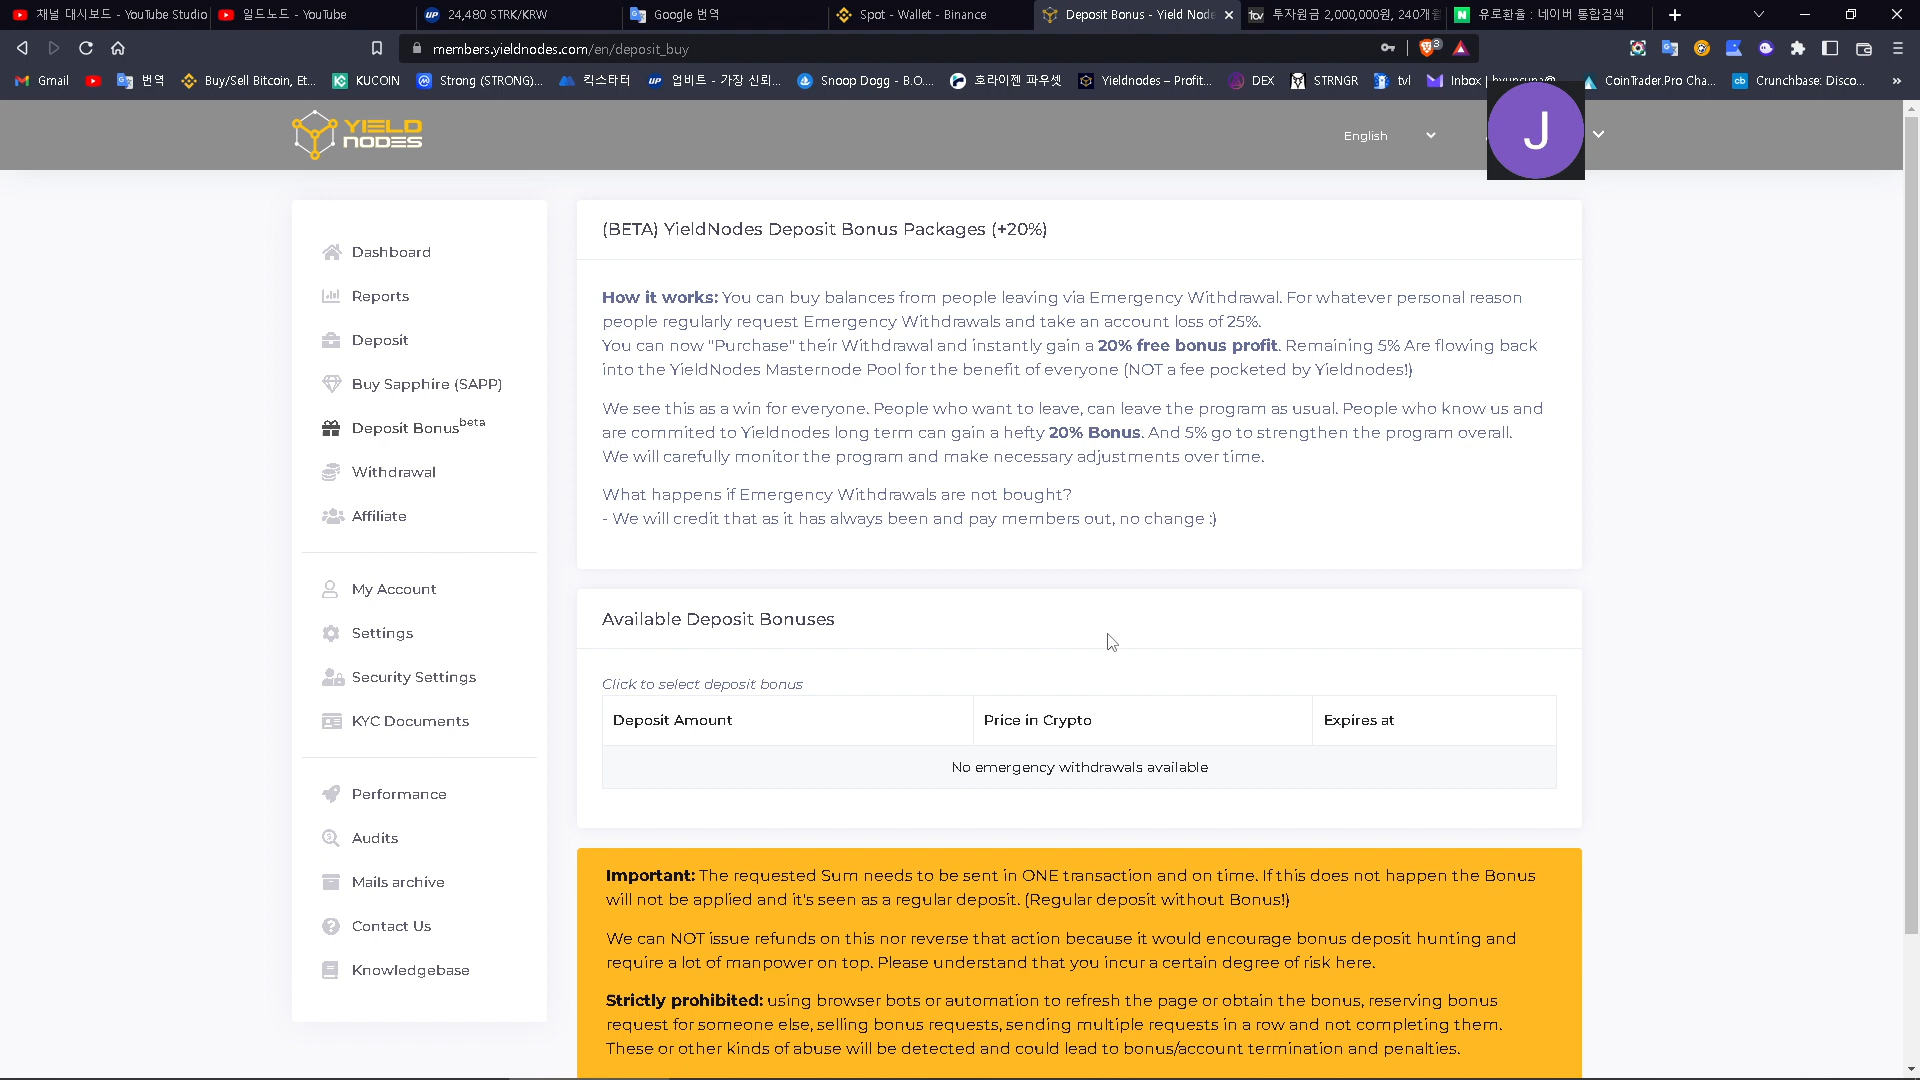 채널 대시보드 - YouTube Studio
일드노드 - YouTube
24,480 STRK/KRW
Google 번역
Spot - Wallet - Binance
Deposit Bonus - Yield Node
투자원금 2,000,000원, 240개월
유로환율 : 네이버 통합검색
members.yieldnodes.com/en/deposit_buy
3
Gmail
번역
Buy/Sell Bitcoin, Et...
KUCOIN
Strong (STRONG)...
킥스타터
업비트 - 가장 신뢰...
Snoop Dogg - B.O....
호라이젠 파우셋
Yieldnodes – Profit...
DEX
STRNGR
tvl
Inbox |
CoinTrader.Pro Cha...
Crunchbase: Disco...
»
YIELD
NODES
English
J
Dashboard
Reports
Deposit
Buy Sapphire (SAPP)
Deposit Bonus beta
Withdrawal
Affiliate
My Account
Settings
Security Settings
KYC Documents
Performance
Audits
Mails archive
Contact Us
Knowledgebase
(BETA) YieldNodes Deposit Bonus Packages (+20%)
How it works: You can buy balances from people leaving via Emergency Withdrawal. For whatever personal reason
people regularly request Emergency Withdrawals and take an account loss of 25%.
You can now "Purchase" their Withdrawal and instantly gain a 20% free bonus profit. Remaining 5% Are flowing back
into the YieldNodes Masternode Pool for the benefit of everyone (NOT a fee pocketed by Yieldnodes!)
We see this as a win for everyone. People who want to leave, can leave the program as usual. People who know us and
are commited to Yieldnodes long term can gain a hefty 20% Bonus. And 5% go to strengthen the program overall.
We will carefully monitor the program and make necessary adjustments over time.
What happens if Emergency Withdrawals are not bought?
- We will credit that as it has always been and pay members out, no change :)
Available Deposit Bonuses
Click to select deposit bonus
Deposit Amount
Price in Crypto
Expires at
No emergency withdrawals available
Important: The requested Sum needs to be sent in ONE transaction and on time. If this does not happen the Bonus
will not be applied and it's seen as a regular deposit. (Regular deposit without Bonus!)
We can NOT issue refunds on this nor reverse that action because it would encourage bonus deposit hunting and
require a lot of manpower on top. Please understand that you incur a certain degree of risk here.
Strictly prohibited: using browser bots or automation to refresh the page or obtain the bonus, reserving bonus
request for someone else, selling bonus requests, sending multiple requests in a row and not completing them.
These or other kinds of abuse will be detected and could lead to bonus/account termination and penalties.